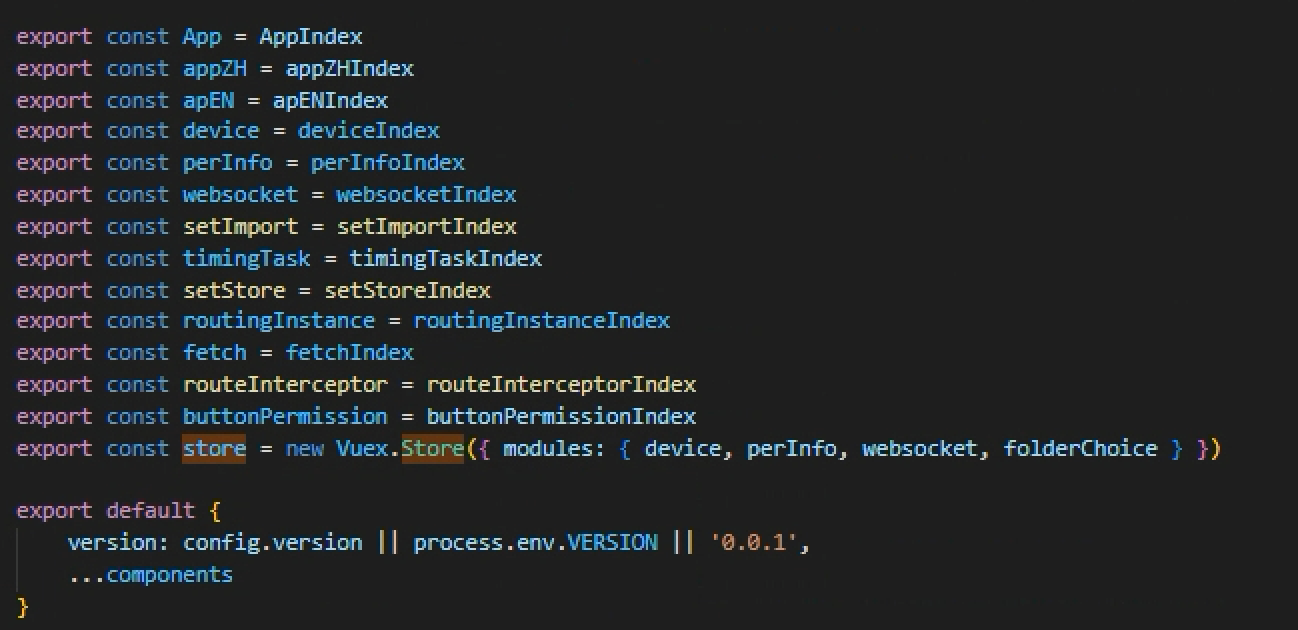 export const App = AppIndex
export const appZH = appZHIndex
export const apEN = apENIndex
export const device = deviceIndex
export const perInfo = perInfoIndex
export const websocket = websocketIndex
export const setImport = setImportIndex
export const timingTask = timingTaskIndex
export const setStore = setStoreIndex
export const routingInstance = routingInstanceIndex
export const fetch = fetchIndex
export const routeInterceptor = routeInterceptorIndex
export const buttonPermission = buttonPermissionIndex
export const store = new Vuex.Store({ modules: { device, perInfo, websocket, folderChoice } })
export default {
version: config.version || process.env.VERSION || '0.0.1',
...components
}